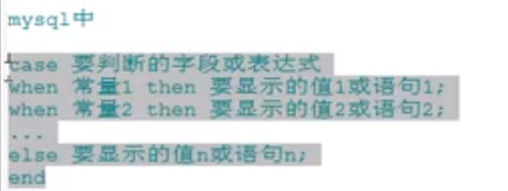 mysql中
case 要判断的字段或表达式
when 常量1 then 要显示的值1或语句1;
when 常量2 then 要显示的值2或语句2;
...
else 要显示的值n或语句n;
end